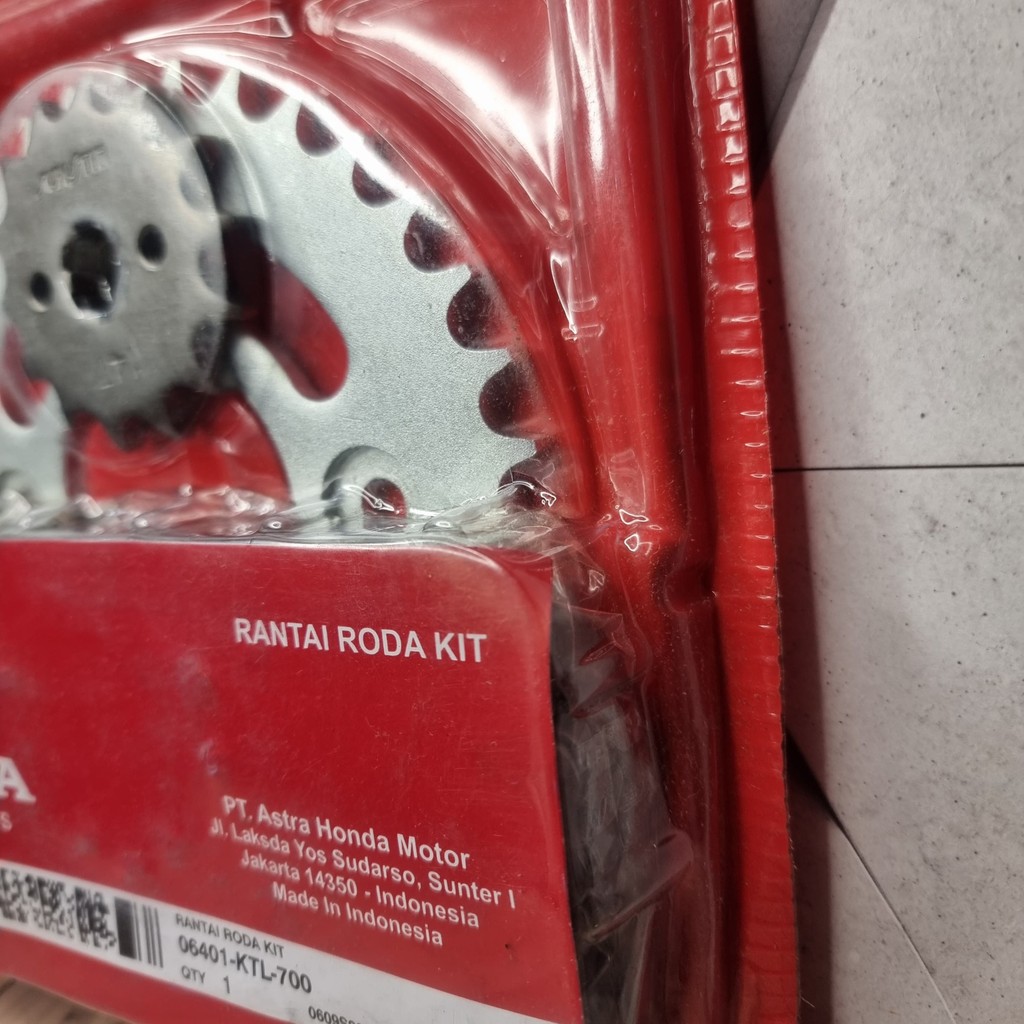 RANTAI RODA KIT
A
S
PT. Astra Honda Motor
Jl. Laksda Yos Sudarso, Sunter I
Jakarta 14350 - Indonesia
Made In Indonesia
RANTAI RODA KIT
06401-KTL-700
QTY 1